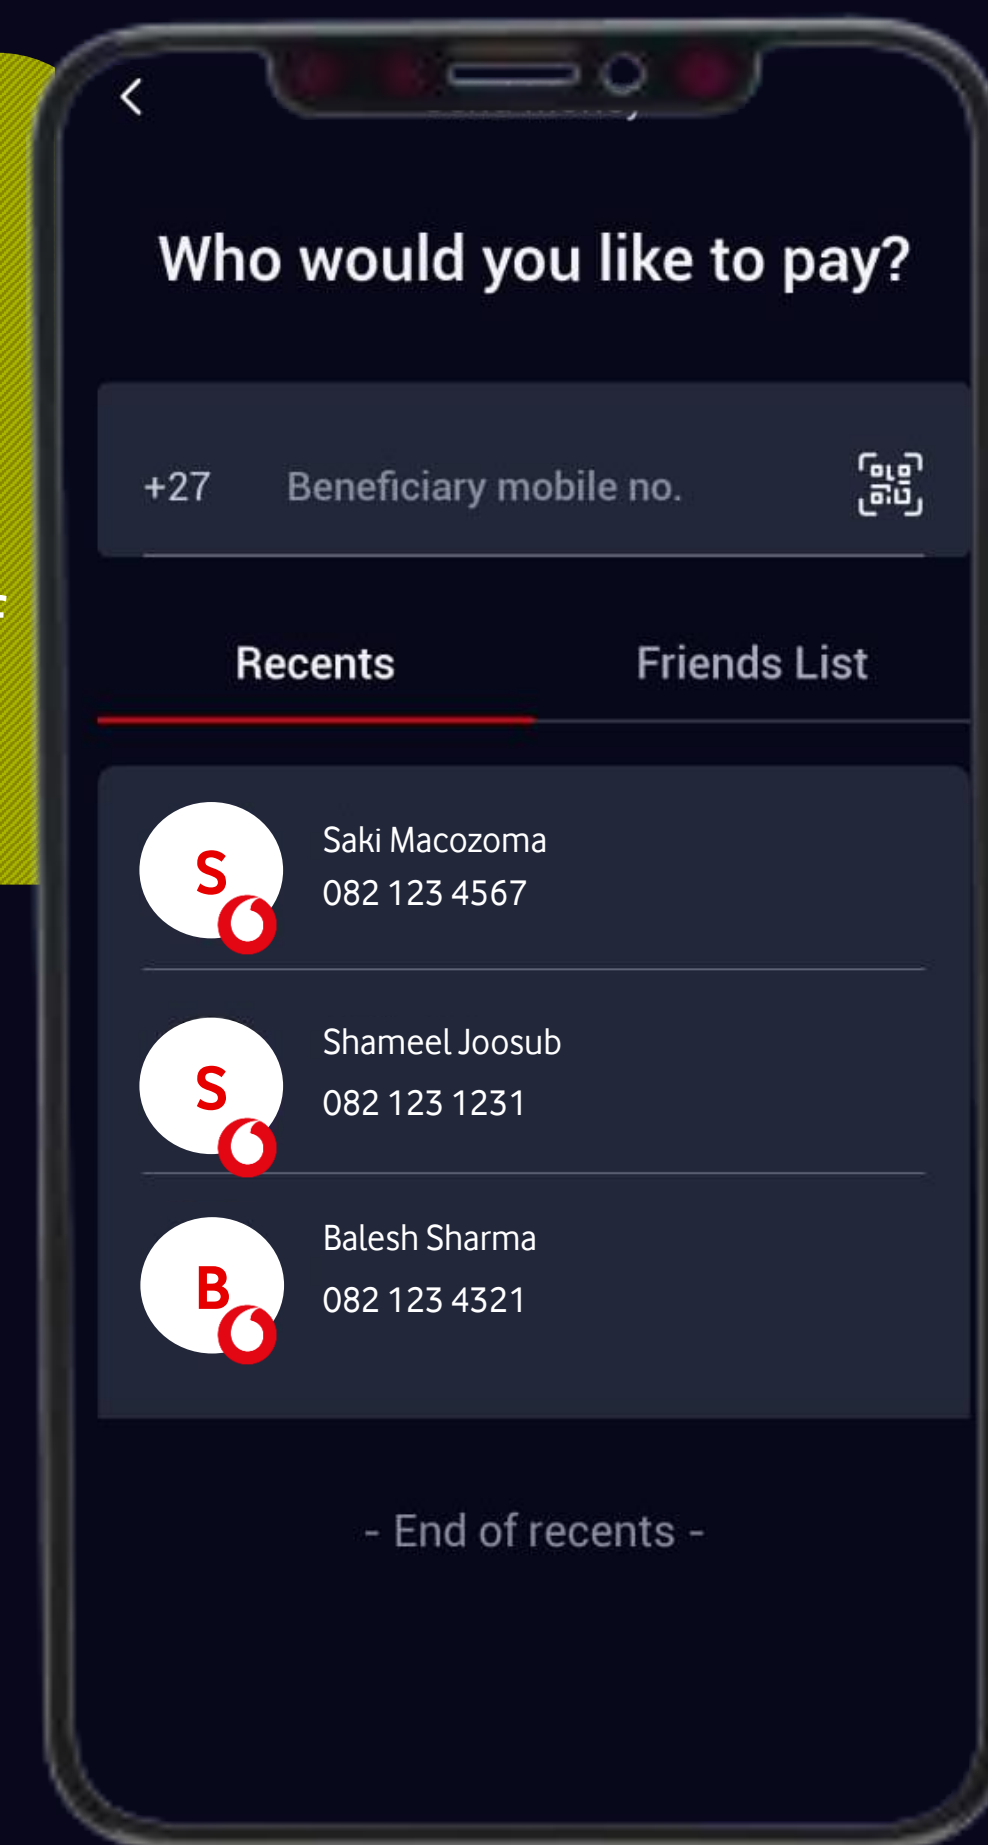 Who would you like to pay?
+27 Beneficiary mobile no.
Recents Friends List
S
Saki Macozoma
082 123 4567
S
Shameel Joosub
082 123 1231
B
Balesh Sharma
082 123 4321
- End of recents -